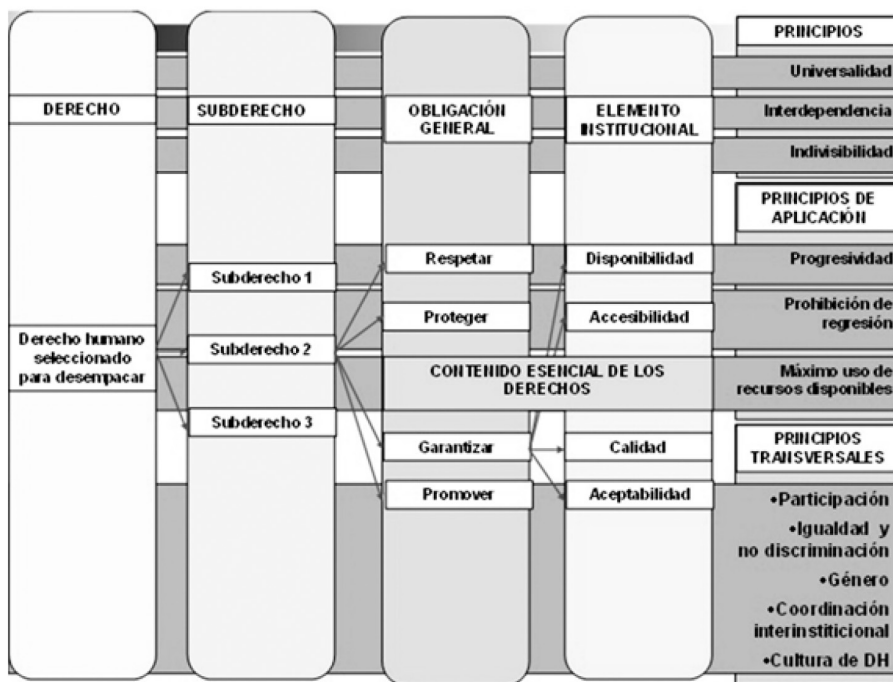 DERECHO
Derecho humano
seleccionado
para desempacar
SUBDERECHO
Subderecho 1
Subderecho 2
Subderecho 3
OBLIGACIÓN
GENERAL
Respetar
Proteger
CONTENIDO ESENCIAL DE LOS
DERECHOS
Garantizar
Promover
ELEMENTO
INSTITUCIONAL
Disponibilidad
Accesibilidad
Calidad
Aceptabilidad
PRINCIPIOS
Universalidad
Interdependencia
Indivisibilidad
PRINCIPIOS DE
APLICACIÓN
Progresividad
Prohibición de
regresión
Máximo uso de
recursos disponibles
PRINCIPIOS
TRANSVERSALES
•Participación
•Igualdad y
no discriminación
•Género
•Coordinación
interinstiticional
•Cultura de DH